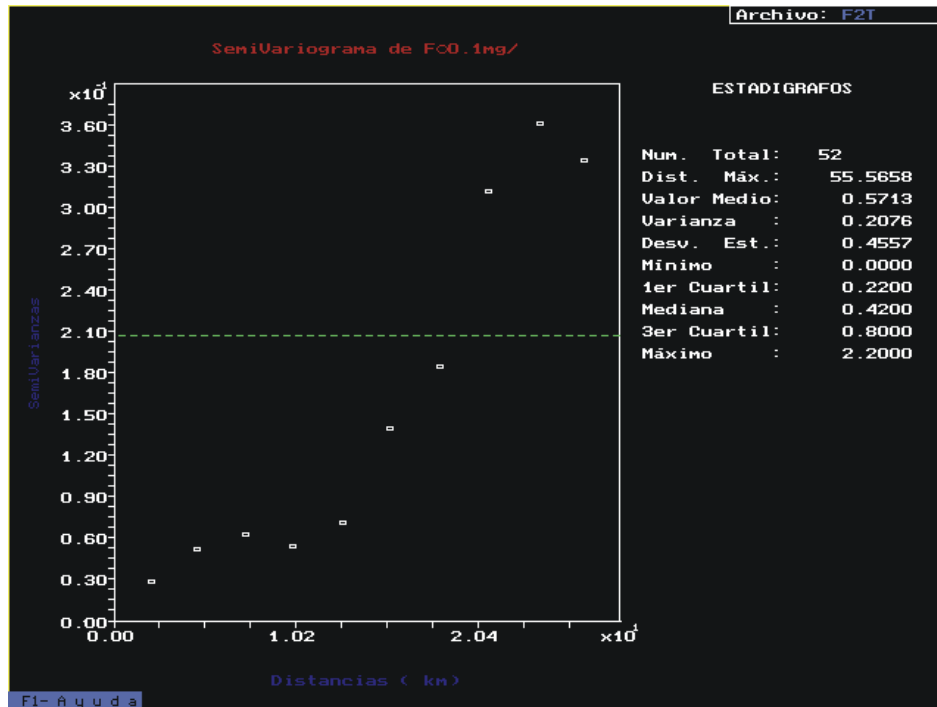 Archivo: F2T
SemiVariograma de F○0.1mg/
x10¹
3.60
3.30
3.00
2.70
2.40
2.10
1.80
1.50
1.20
0.90
0.60
0.30
0.00
SemiVarianzas
0.00 1.02 2.04 x10¹
Distancias ( km)
ESTADIGRAFOS
Num. Total: 52
Dist. Máx.: 55.5658
Valor Medio: 0.5713
Varianza : 0.2076
Desv. Est.: 0.4557
Mínimo : 0.0000
1er Cuartil: 0.2200
Mediana : 0.4200
3er Cuartil: 0.8000
Máximo : 2.2000
F1- A y u d a